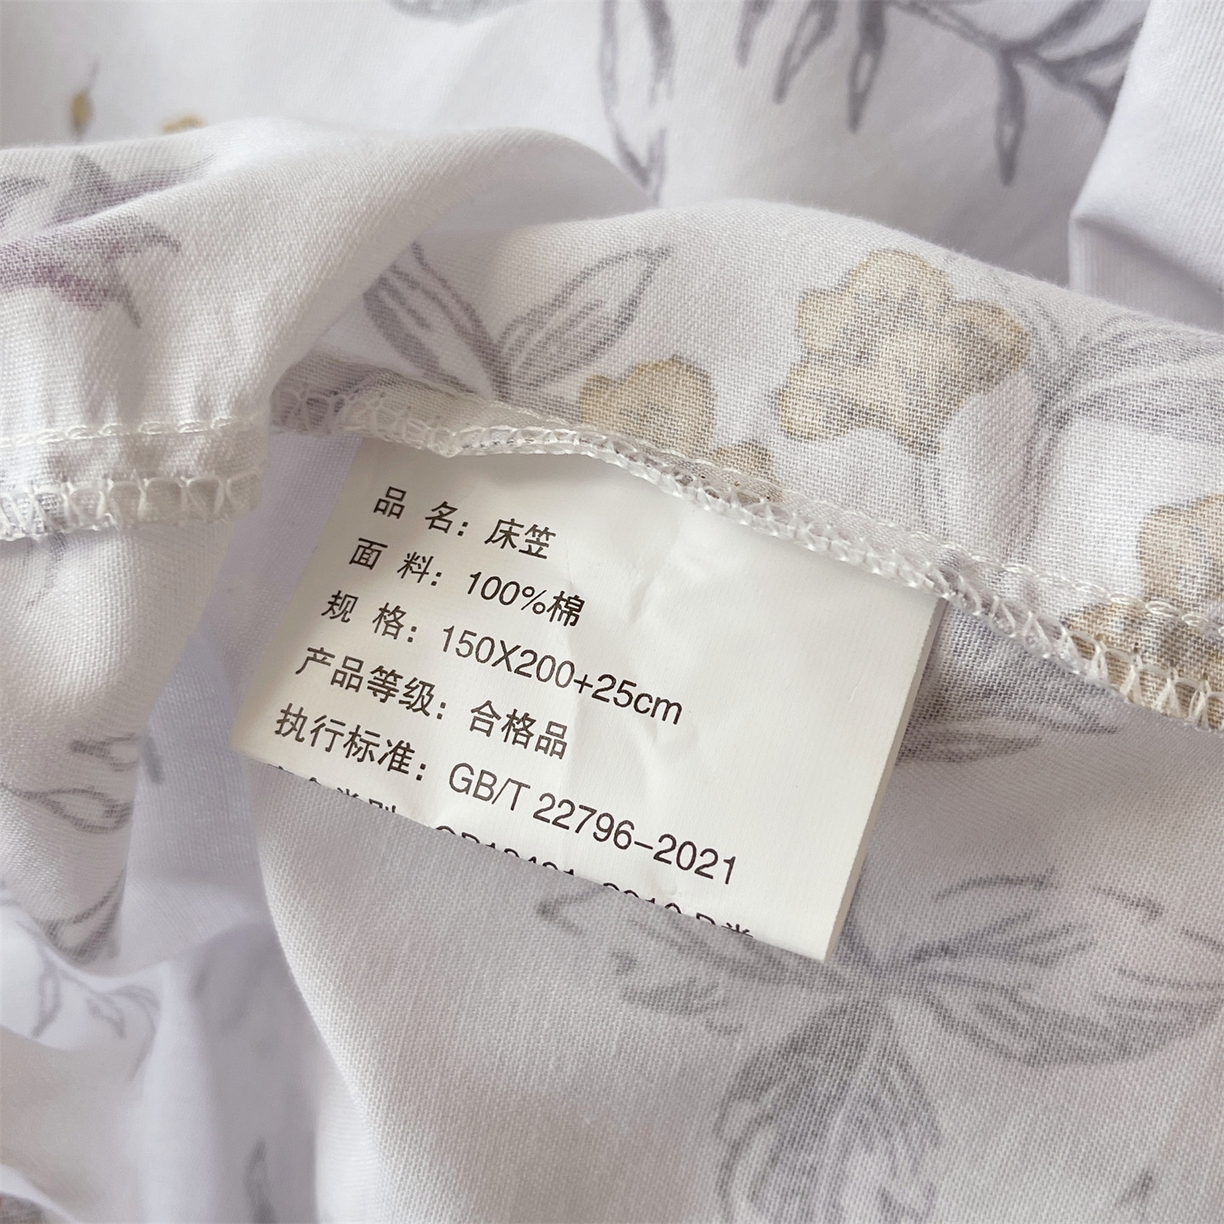 品 名：床笠
面 料：100%棉
规 格：150X200+25cm
产品等级：合格品
执行标准：GB/T 22796-2021